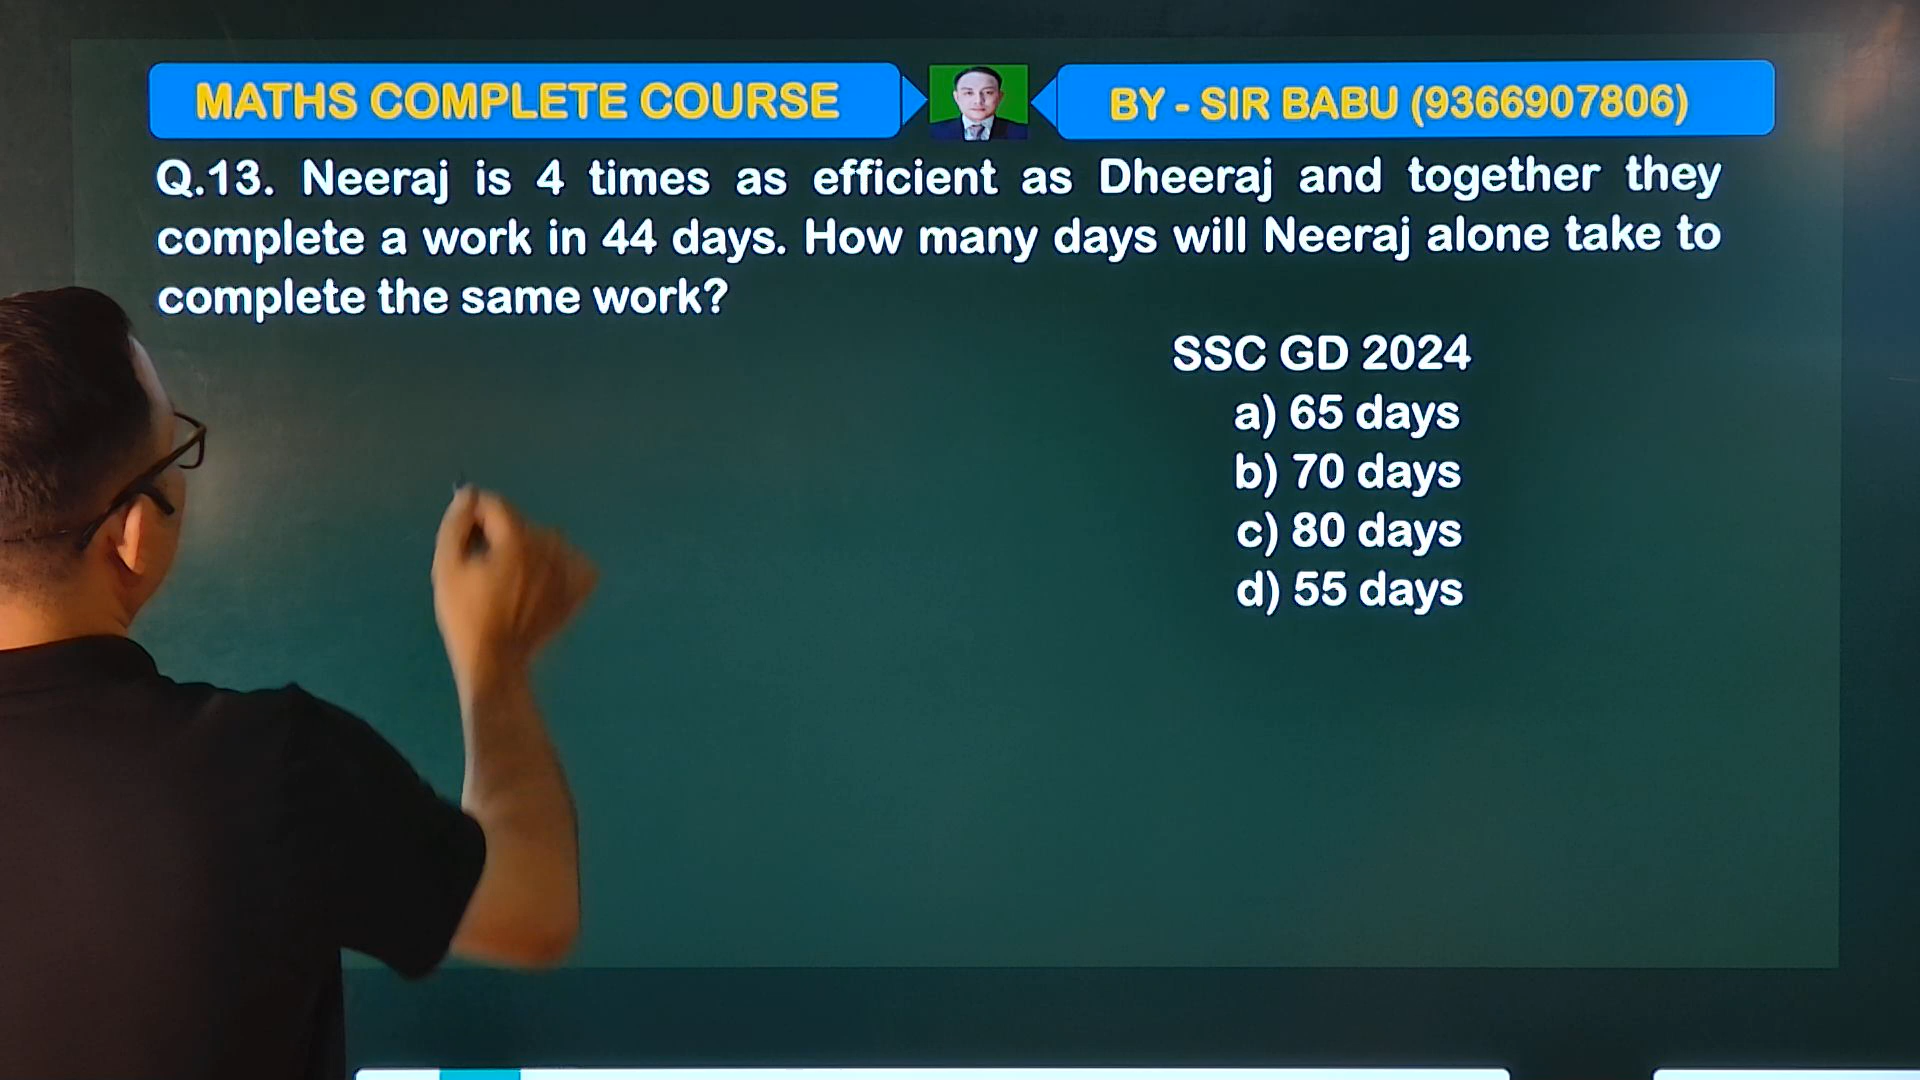 MATHS COMPLETE COURSE
BY - SIR BABU (9366907806)
Q.13. Neeraj is 4 times as efficient as Dheeraj and together they
complete a work in 44 days. How many days will Neeraj alone take to
complete the same work?
SSC GD 2024
a) 65 days
b) 70 days
c) 80 days
d) 55 days